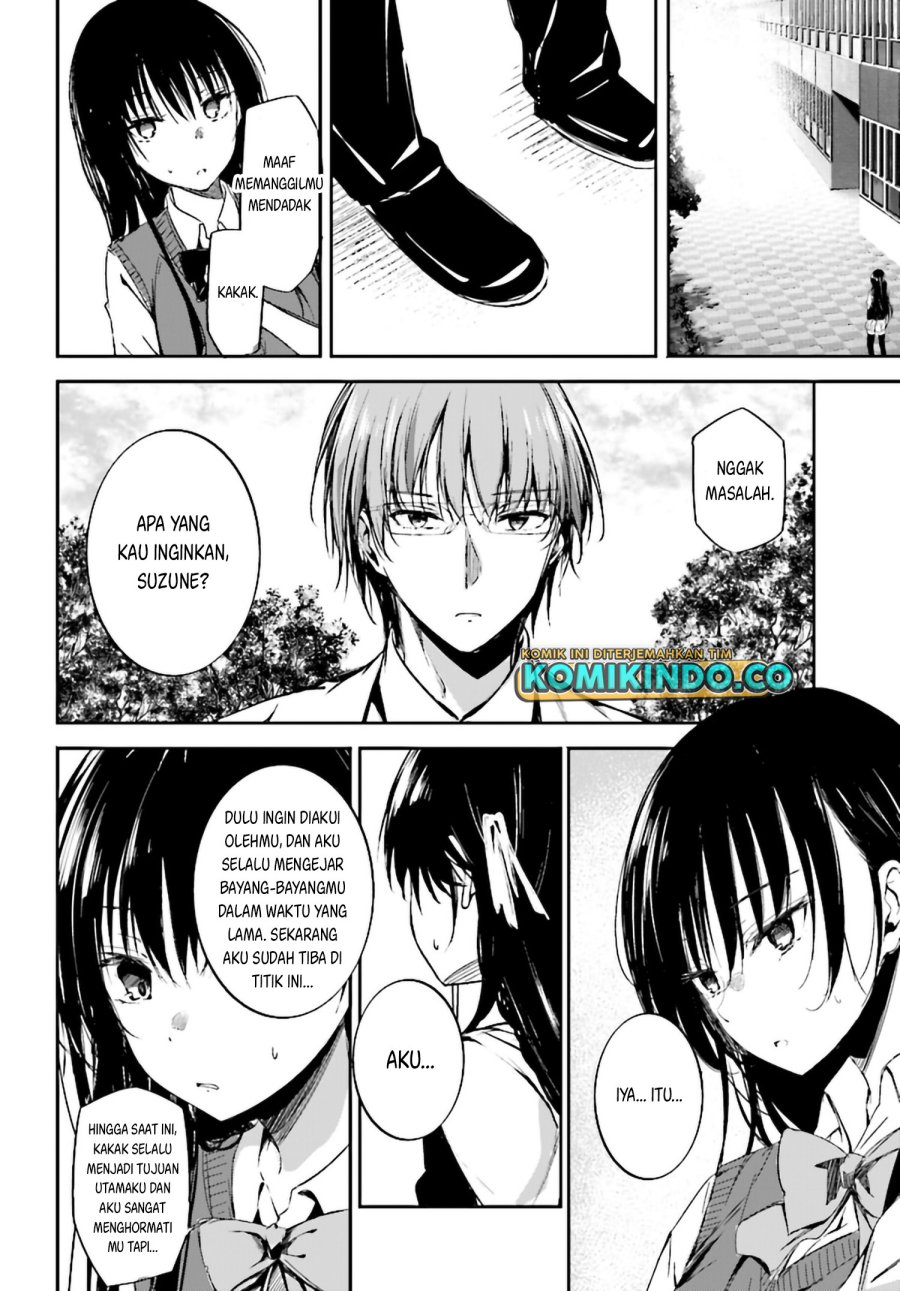 MAAF
MEMANGGILMU
MENDADAK
KAKAK.
NGGAK
MASALAH.
APA YANG
KAU INGINKAN,
SUZUNE?
KOMIK INI DITERJEMAHKAN TIM
KOMIKINDO.CO
IYA... ITU...
AKU...
DULU INGIN DIAKUI
OLEHMU, DAN AKU
SELALU MENGEJAR
BAYANG-BAYANGMU
DALAM WAKTU YANG
LAMA. SEKARANG
AKU SUDAH TIBA DI
TITIK INI...
HINGGA SAAT INI,
KAKAK SELALU
MENJADI TUJUAN
UTAMAKU DAN
AKU SANGAT
MENGHORMATI
MU TAPI...